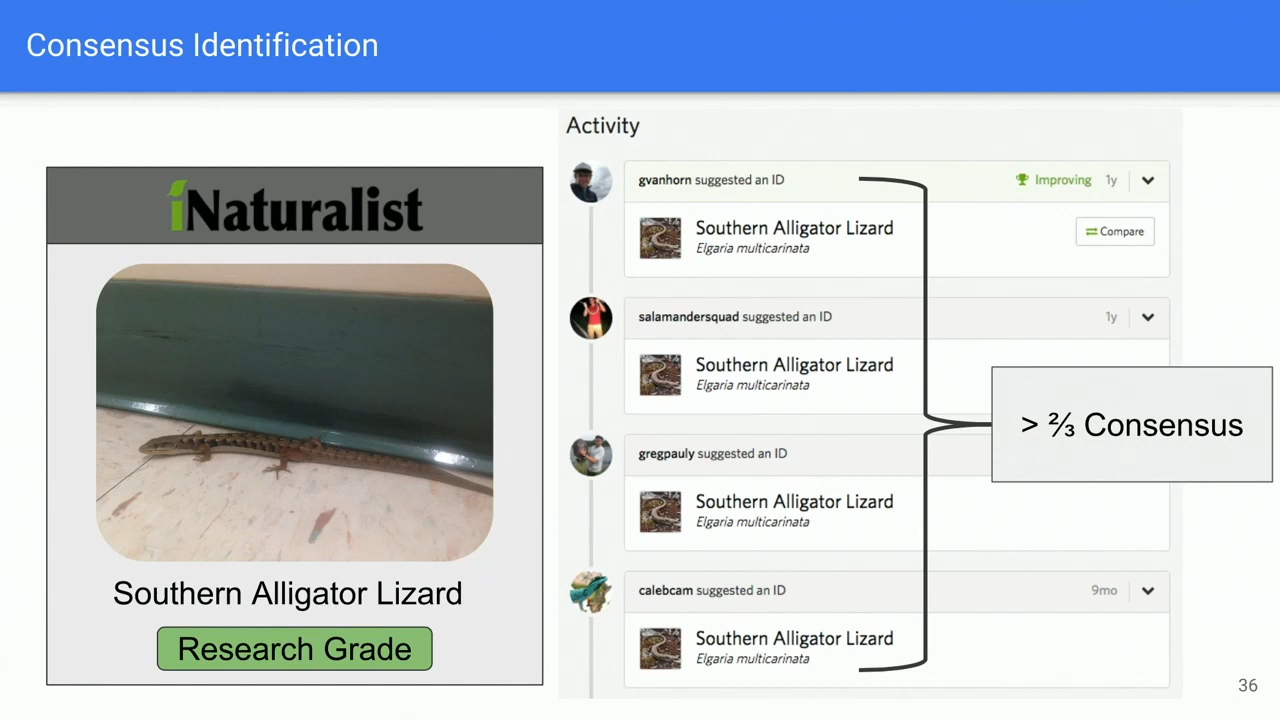 Consensus Identification
iNaturalist
Southern Alligator Lizard
Research Grade
Activity
gvanhorn suggested an ID
Improving 1y
Southern Alligator Lizard
Elgaria multicarinata
Compare
salamandersquad suggested an ID
1y
Southern Alligator Lizard
Elgaria multicarinata
gregpauly suggested an ID
Southern Alligator Lizard
Elgaria multicarinata
calebcam suggested an ID
9mo
Southern Alligator Lizard
Elgaria multicarinata
> ⅔ Consensus
36